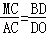 MC/AC = BD/DO